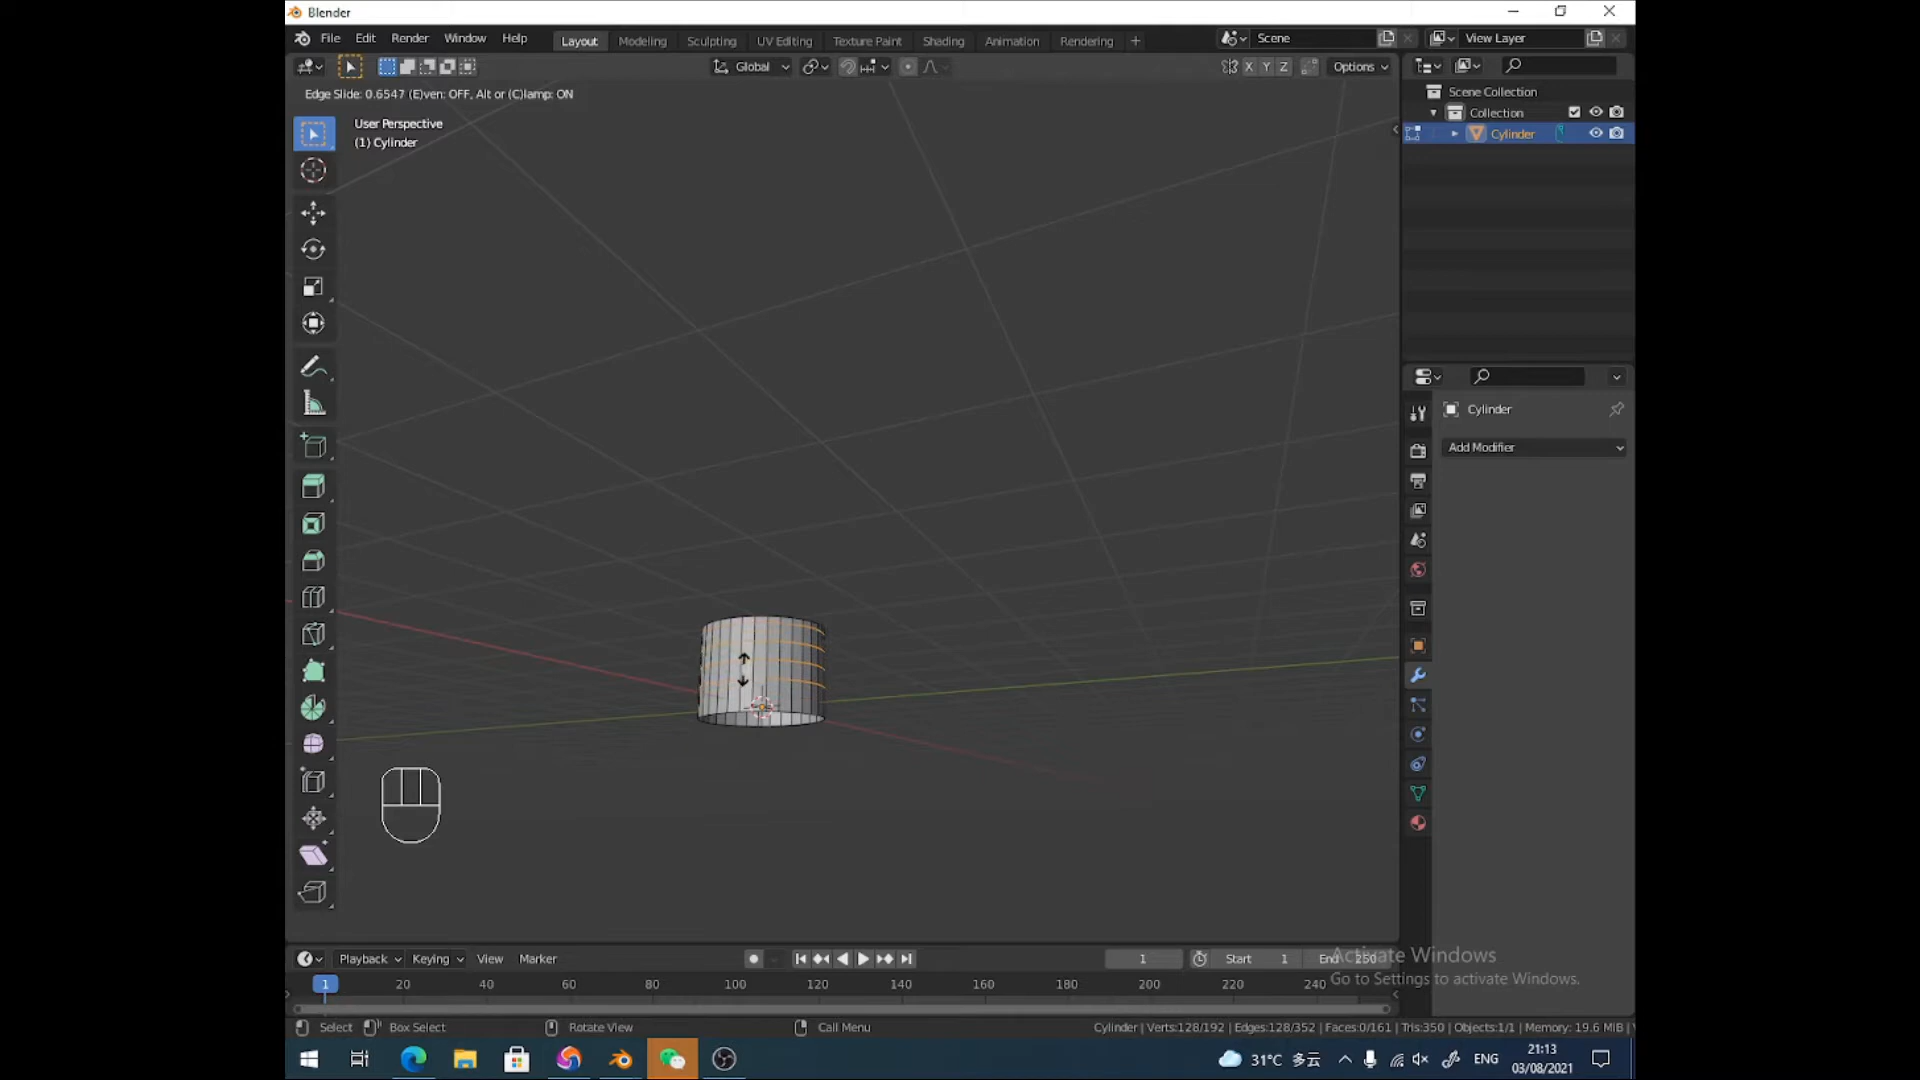 Blender
File Edit Render Window Help Layout Modeling Sculpting UV Editing Texture Paint Shading Animation Rendering + Scene View Layer
Global X Y Z Options
Edge Slide: 0.6547 (E)ven: OFF, Alt or (C)lamp: ON
User Perspective
(1) Cylinder
Scene Collection
Collection
Cylinder
Cylinder
Add Modifier
Playback Keying View Marker 1 Start 1 End 250
1 20 40 60 80 100 120 140 160 180 200 220 240
Activate Windows
Go to Settings to activate Windows.
Select Box Select Rotate View Call Menu Cylinder | Verts:128/192 | Edges:128/352 | Faces:0/161 | Tris:350 | Objects:1/1 | Memory: 19.6 MiB |
31°C 多云 ENG 21:13
03/08/2021